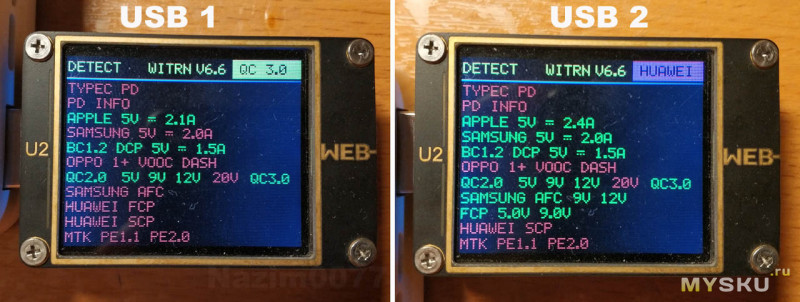 USB 1
DETECT WITRN V6.6 QC 3.0
TYPEC PD
PD INFO
APPLE 5V = 2.1A
SAMSUNG 5V = 2.0A
BC1.2 DCP 5V = 1.5A
OPPO 1+ VOOC DASH
QC2.0 5V 9V 12V 20V QC3.0
SAMSUNG AFC
HUAWEI FCP
HUAWEI SCP
MTK PE1.1 PE2.0
U2
WEB-
Nazim0077
USB 2
DETECT WITRN V6.6 HUAWEI
TYPEC PD
PD INFO
APPLE 5V = 2.4A
SAMSUNG 5V = 2.0A
BC1.2 DCP 5V = 1.5A
OPPO 1+ VOOC DASH
QC2.0 5V 9V 12V 20V QC3.0
SAMSUNG AFC 9V 12V
FCP 5.0V 9.0V
HUAWEI SCP
MTK PE1.1 PE2.0
U2
WEB-
MYSKU.ru